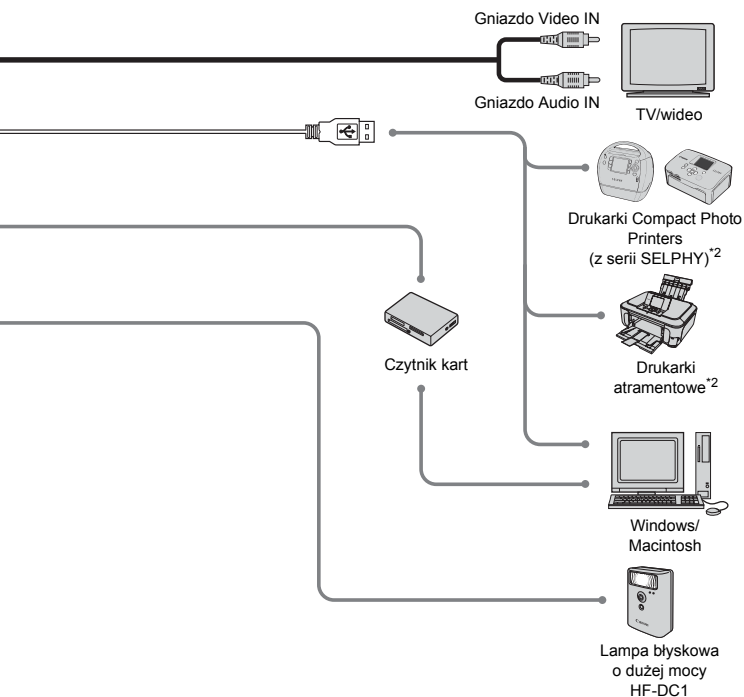 Gniazdo Video IN
Gniazdo Audio IN
TV/wideo
Drukarki Compact Photo
Printers
(z serii SELPHY)*2
Drukarki
atramentowe*2
Czytnik kart
Windows/
Macintosh
Lampa błyskowa
o dużej mocy
HF-DC1